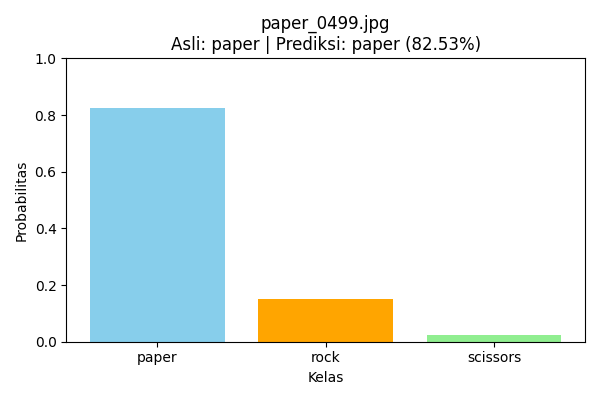 paper_0499.jpg
Asli: paper | Prediksi: paper (82.53%)
1.0
0.8
0.6
0.4
0.2
0.0
Probabilitas
paper
rock
scissors
Kelas